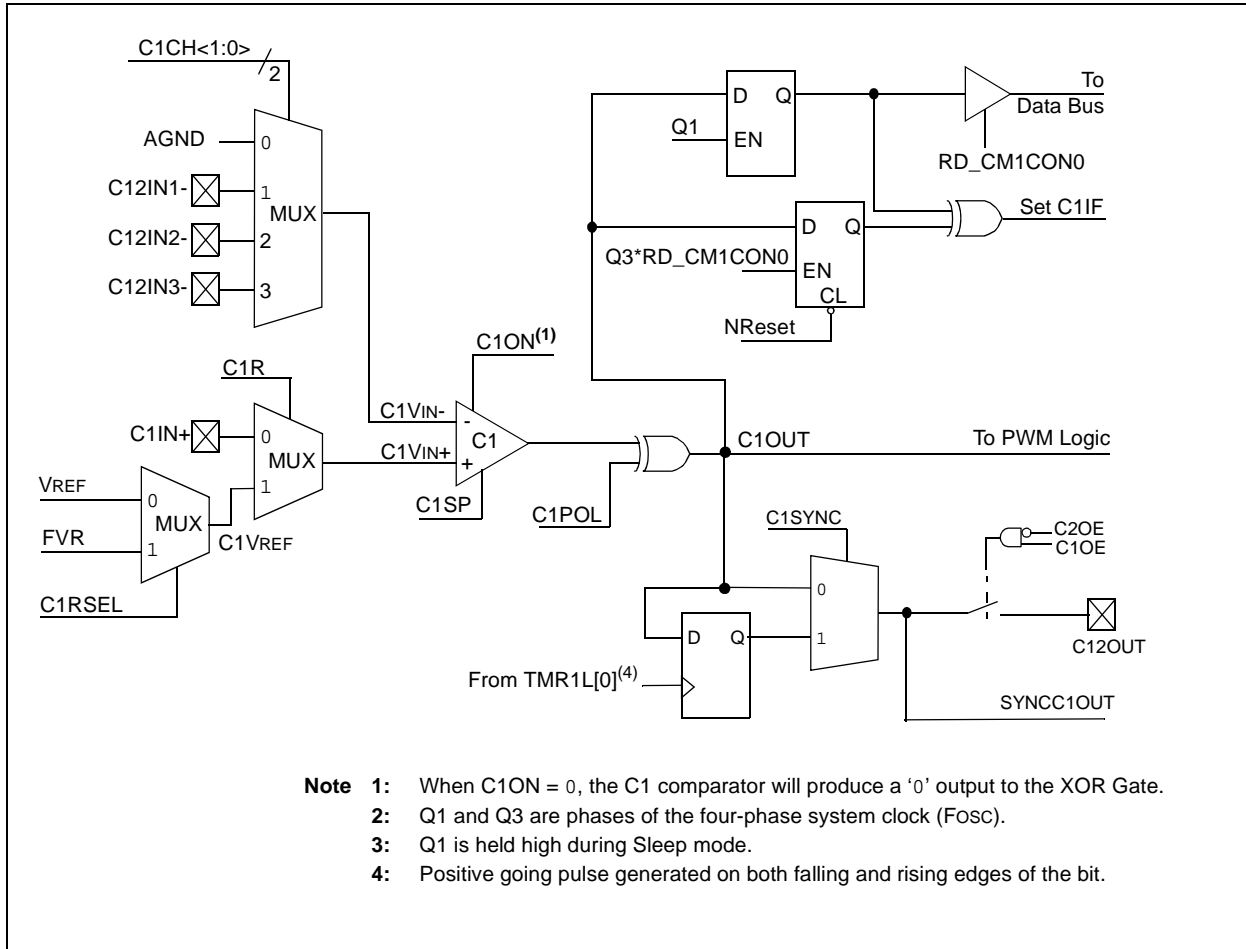 C1CH<1:0>
2
AGND
0
C12IN1-
1
MUX
C12IN2-
2
C12IN3-
3
D Q
Q1
EN
To
Data Bus
RD_CM1CON0
D Q
Q3*RD_CM1CON0
EN
CL
NReset
Set C1IF
C1R
C1IN+
0
MUX
1
VREF
0
MUX
FVR
1
C1VREF
C1RSEL
C1ON(1)
C1VIN-
-
C1
C1VIN+
+
C1SP
C1POL
C1OUT
To PWM Logic
C1SYNC
C2OE
C1OE
0
D Q
1
C12OUT
From TMR1L[0](4)
SYNCC1OUT
Note 1: When C1ON = 0, the C1 comparator will produce a ‘0’ output to the XOR Gate.
2: Q1 and Q3 are phases of the four-phase system clock (FOSC).
3: Q1 is held high during Sleep mode.
4: Positive going pulse generated on both falling and rising edges of the bit.